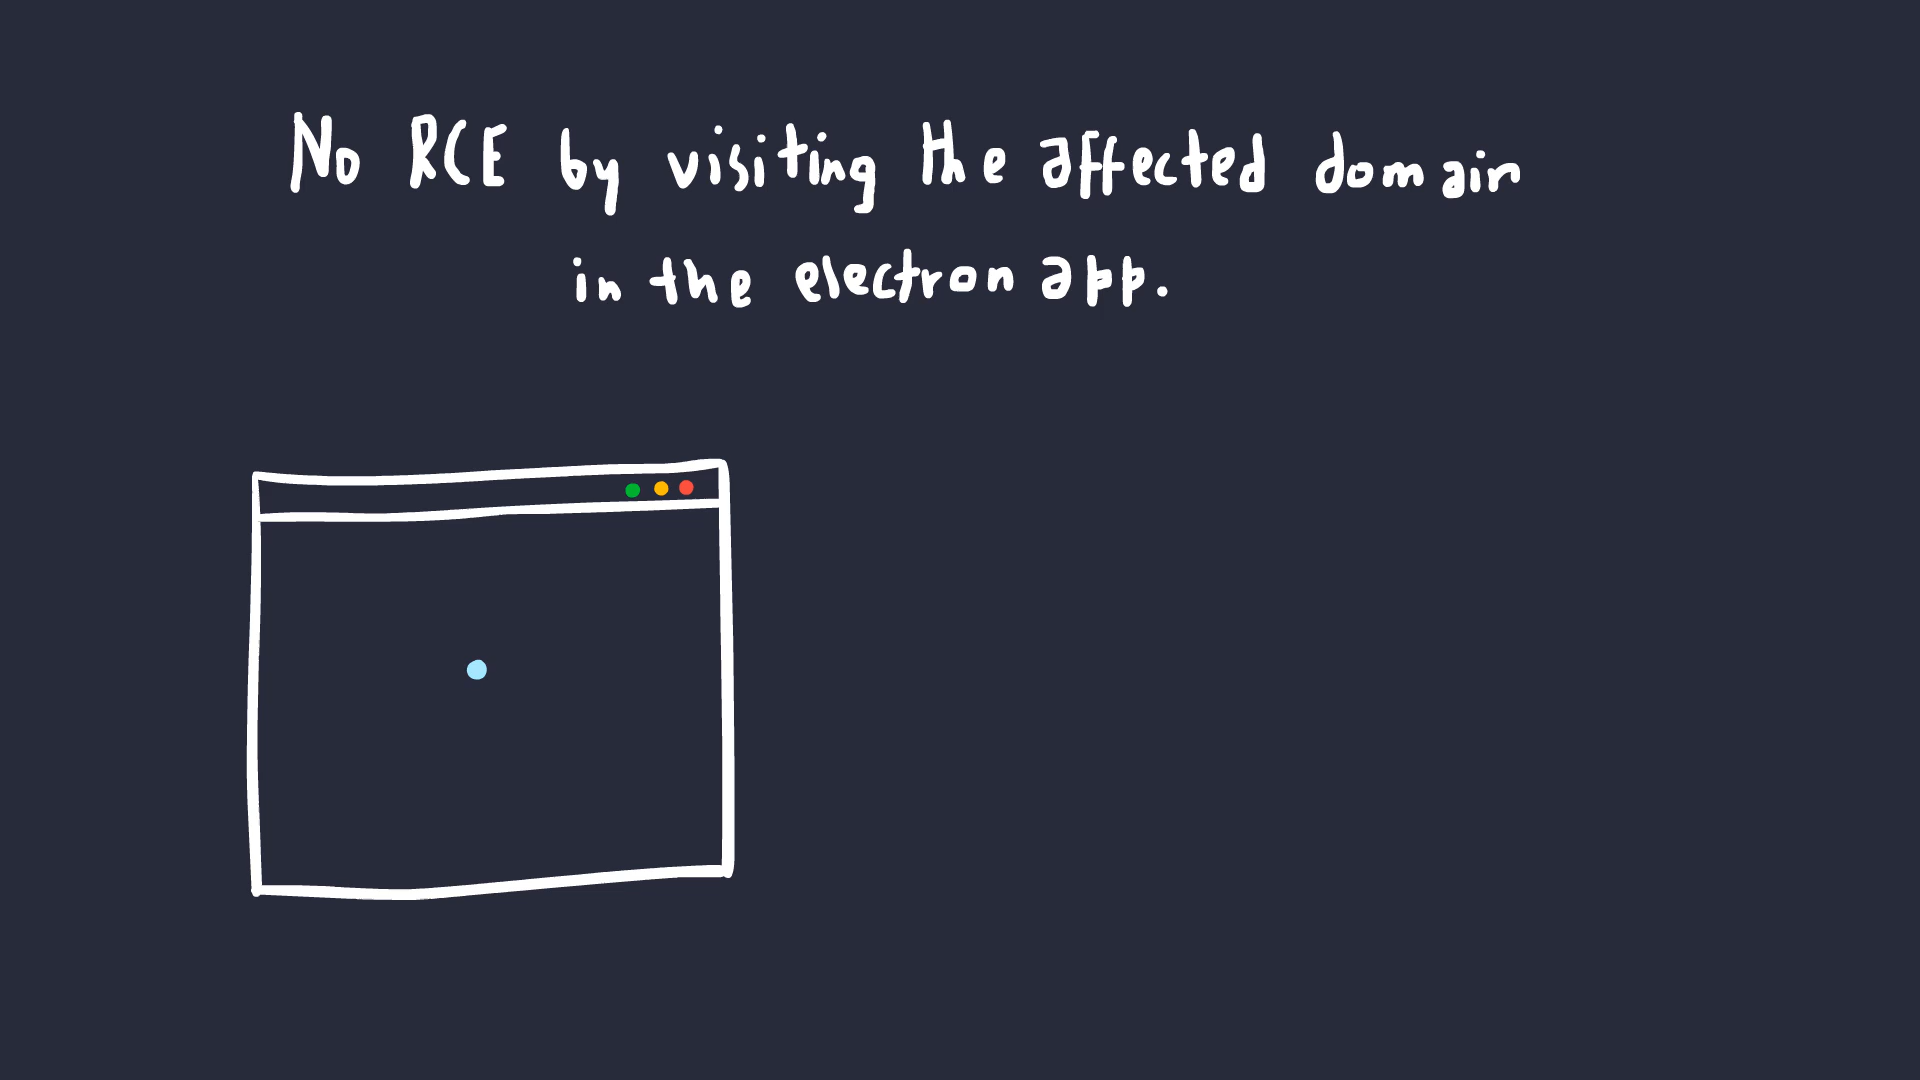 No RCE by visiting the affected domain
in the electron app.